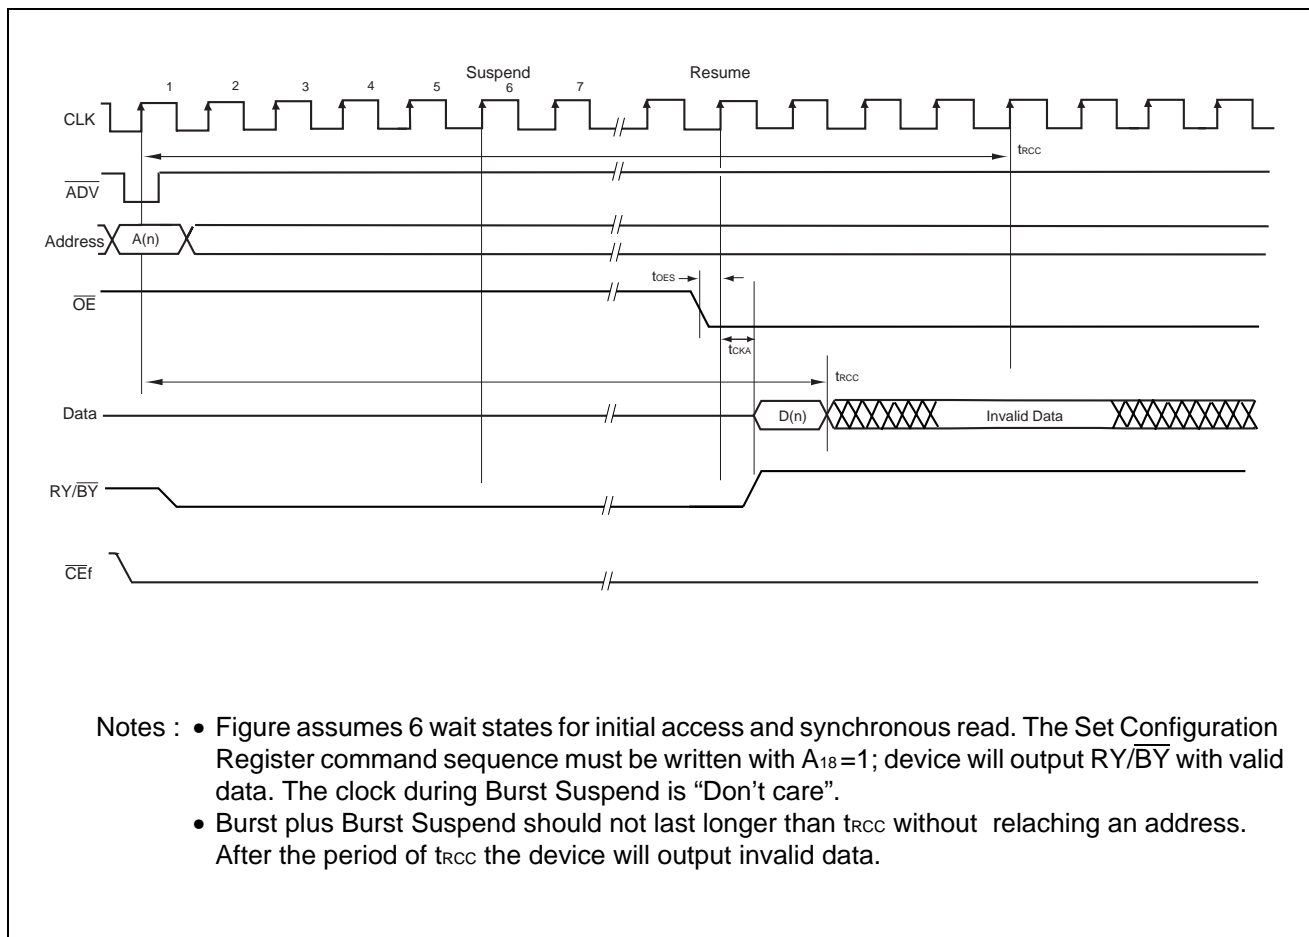 Suspend Resume
1 2 3 4 5 6 7
CLK
tRCC
ADV
Address A(n)
tOES
OE
tCKA
tRCC
Data D(n) Invalid Data
RY/BY
CEf
Notes : • Figure assumes 6 wait states for initial access and synchronous read. The Set Configuration
Register command sequence must be written with A18=1; device will output RY/BY with valid
data. The clock during Burst Suspend is “Don’t care”.
• Burst plus Burst Suspend should not last longer than tRCC without relaching an address.
After the period of tRCC the device will output invalid data.